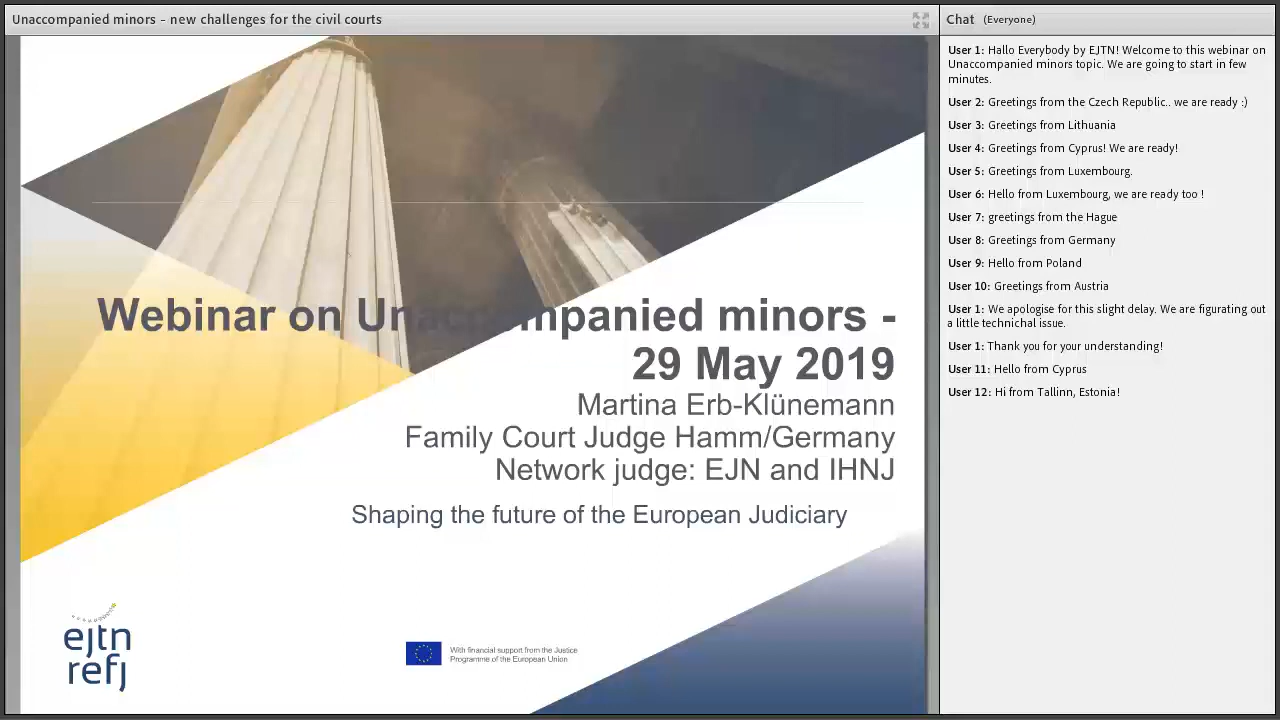 Unaccompanied minors - new challenges for the civil courts
Webinar on Unaccompanied minors -
29 May 2019
Martina Erb-Klünemann
Family Court Judge Hamm/Germany
Network judge: EJN and IHNJ
Shaping the future of the European Judiciary
ejtn
refj
With financial support from the Justice
Programme of the European Union
Chat (Everyone)
User 1: Hallo Everybody by EJTN! Welcome to this webinar on
Unaccompanied minors topic. We are going to start in few
minutes.
User 2: Greetings from the Czech Republic.. we are ready :)
User 3: Greetings from Lithuania
User 4: Greetings from Cyprus! We are ready!
User 5: Greetings from Luxembourg.
User 6: Hello from Luxembourg, we are ready too !
User 7: greetings from the Hague
User 8: Greetings from Germany
User 9: Hello from Poland
User 10: Greetings from Austria
User 1: We apologise for this slight delay. We are figurating out
a little technichal issue.
User 1: Thank you for your understanding!
User 11: Hello from Cyprus
User 12: Hi from Tallinn, Estonia!